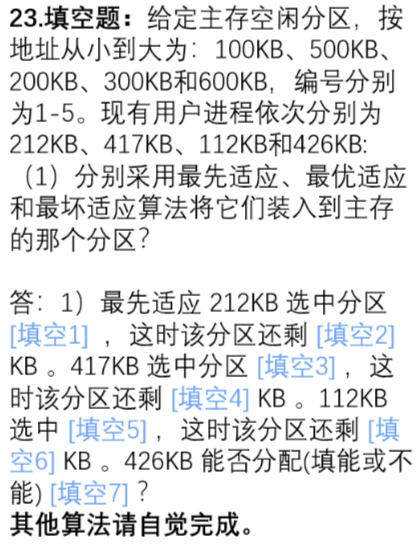 23.填空题：给定主存空闲分区，按
地址从小到大为：100KB、500KB、
200KB、300KB和600KB，编号分别
为1-5。现有用户进程依次分别为
212KB、417KB、112KB和426KB:
（1）分别采用最先适应、最优适应
和最坏适应算法将它们装入到主存
的那个分区？
答：1）最先适应 212KB 选中分区
[填空1] ，这时该分区还剩 [填空2]
KB 。417KB 选中分区 [填空3] ，这
时该分区还剩 [填空4] KB 。112KB
选中 [填空5] ，这时该分区还剩 [填
空6] KB 。426KB 能否分配(填能或不
能) [填空7] ？
其他算法请自觉完成。